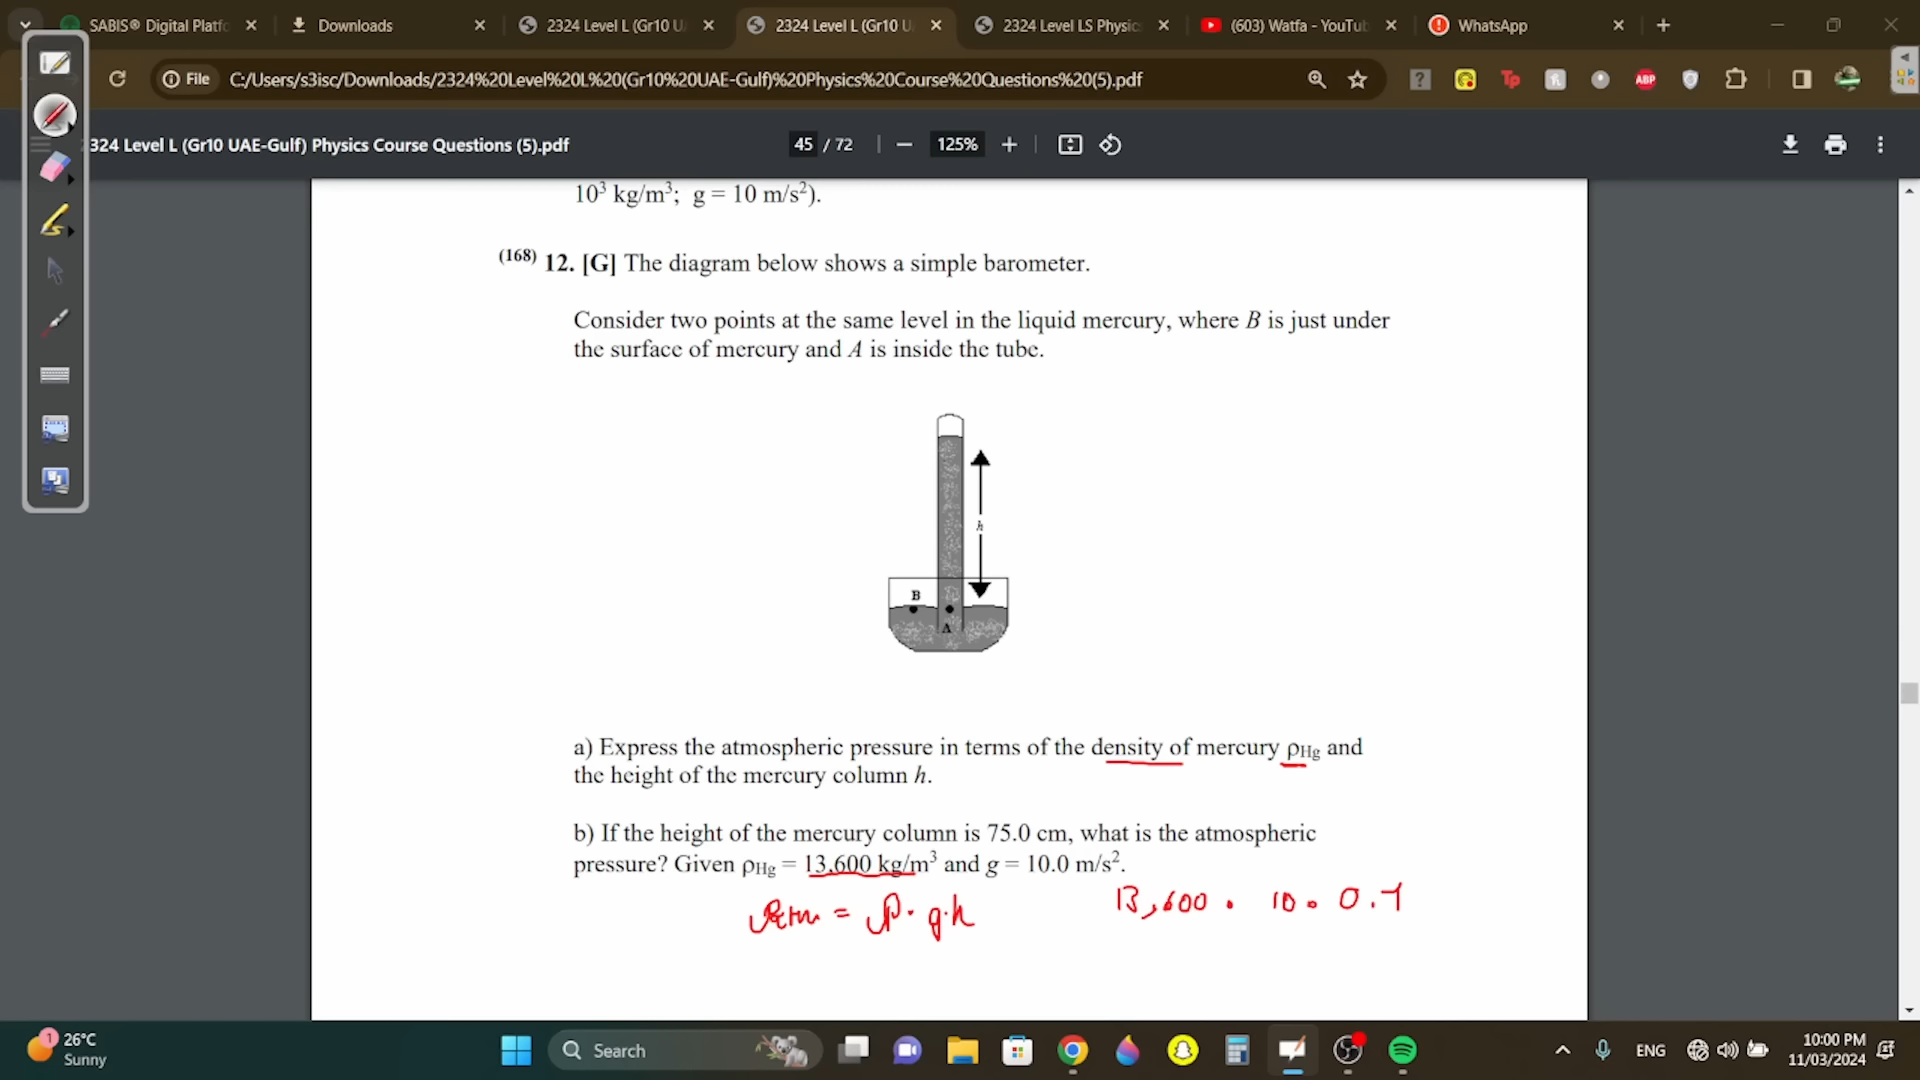 SABIS® Digital Platfo
Downloads
2324 Level L (Gr10 U
2324 Level L (Gr10 U
2324 Level LS Physic
(603) Watfa - YouTub
WhatsApp
File
C:/Users/s3isc/Downloads/2324%20Level%20L%20(Gr10%20UAE-Gulf)%20Physics%20Course%20Questions%20(5).pdf
324 Level L (Gr10 UAE-Gulf) Physics Course Questions (5).pdf
45 / 72
125%
10³ kg/m³; g = 10 m/s²).
(168) 12. [G] The diagram below shows a simple barometer.
Consider two points at the same level in the liquid mercury, where B is just under
the surface of mercury and A is inside the tube.
h
B
A
a) Express the atmospheric pressure in terms of the density of mercury ρHg and
the height of the mercury column h.
b) If the height of the mercury column is 75.0 cm, what is the atmospheric
pressure? Given ρHg = 13,600 kg/m³ and g = 10.0 m/s².
= ρ · g·h
13,600 · 10 · 0.7
26°C
Sunny
Search
ENG
10:00 PM
11/03/2024